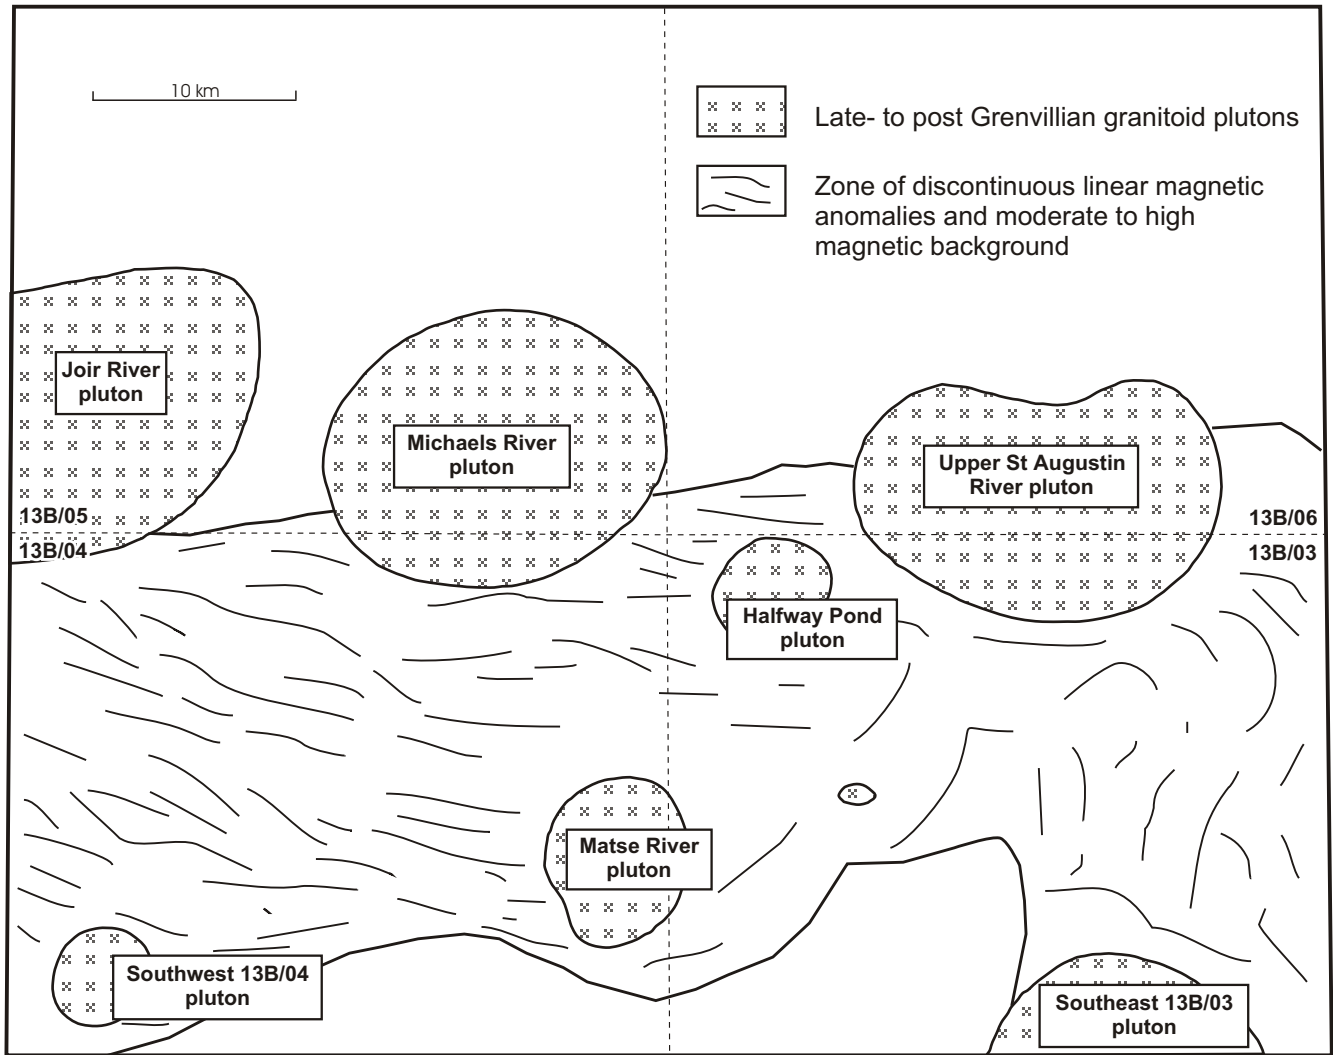 10 km
Late- to post Grenvillian granitoid plutons
Zone of discontinuous linear magnetic
anomalies and moderate to high
magnetic background
Joir River
pluton
Michaels River
pluton
Upper St Augustin
River pluton
13B/05
13B/04
13B/06
13B/03
Halfway Pond
pluton
Matse River
pluton
Southwest 13B/04
pluton
Southeast 13B/03
pluton